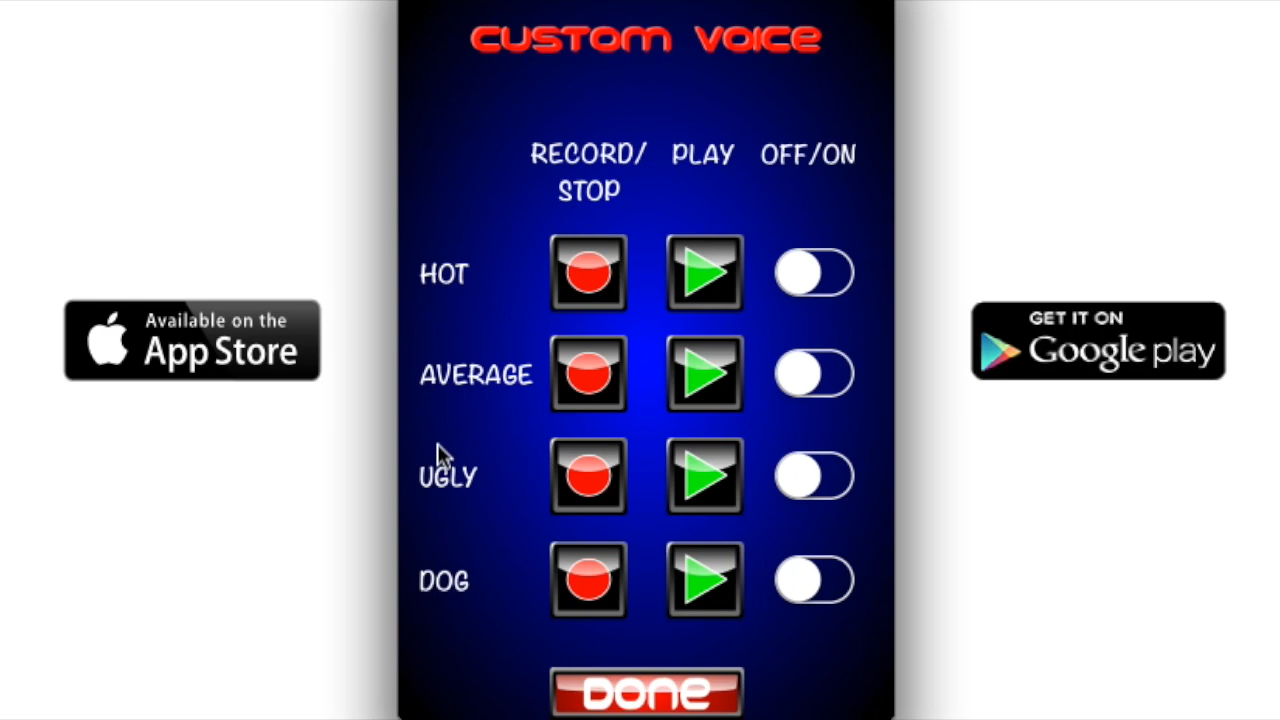 CUSTOM VOICE
RECORD/ PLAY OFF/ON
STOP
HOT
Available on the
App Store
GET IT ON
Google play
AVERAGE
UGLY
DOG
DONE